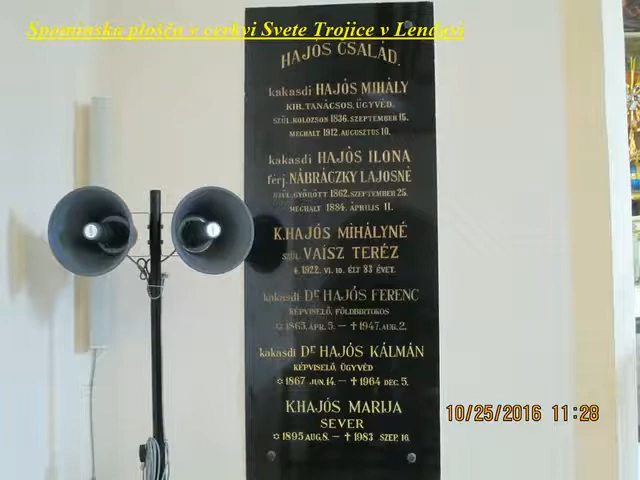 Spominska plošča v cerkvi Svete Trojice v Lendavi
HAJÓS CSALÁD.
kakasdi HAJÓS MIHÁLY
KIR. TANÁCSOS, ÜGYVÉD.
SZÜL. KOLOZSON 1836. SZEPTEMBER 15.
MEGHALT 1912. AUGUSZTUS 10.
kakasdi HAJÓS ILONA
férj. NÁBRÁCZKY LAJOSNÉ
SZÜL. GYŐRÖTT 1862. SZEPTEMBER 25.
MEGHALT 1884. ÁPRILIS 11.
K. HAJÓS MIHÁLYNÉ
SZÜL. VAISZ TERÉZ
† 1922. VI. 10. ÉLT 83 ÉVET.
kakasdi Dr HAJÓS FERENC
KÉPVISELŐ, FÖLDBIRTOKOS
☼ 1865. ÁPR. 5. — † 1947. AUG. 2.
kakasdi Dr HAJÓS KÁLMÁN
KÉPVISELŐ, ÜGYVÉD
☼ 1867 JUN. 14. — † 1964 DEC. 5.
K.HAJÓS MARIJA
SEVER
☼ 1895 AUG. 8. — † 1983 SZEP. 16.
10/25/2016 11:28